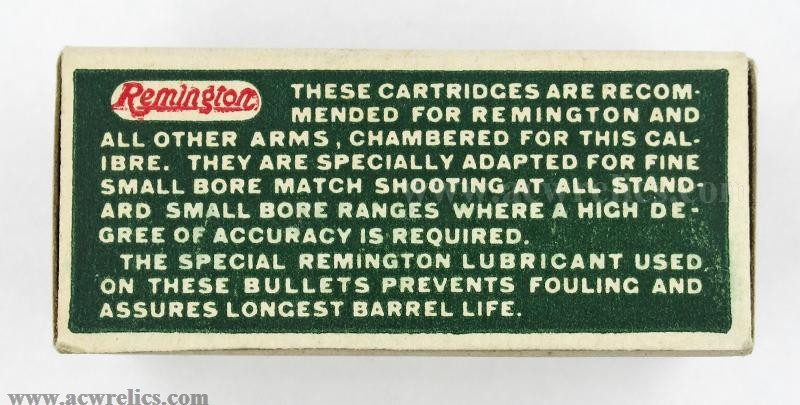 Remington
THESE CARTRIDGES ARE RECOM-
MENDED FOR REMINGTON AND
ALL OTHER ARMS, CHAMBERED FOR THIS CAL-
IBRE. THEY ARE SPECIALLY ADAPTED FOR FINE
SMALL BORE MATCH SHOOTING AT ALL STAND-
ARD SMALL BORE RANGES WHERE A HIGH DE-
GREE OF ACCURACY IS REQUIRED.
THE SPECIAL REMINGTON LUBRICANT USED
ON THESE BULLETS PREVENTS FOULING AND
ASSURES LONGEST BARREL LIFE.
www.acwrelics.com
www.acwrelics.com